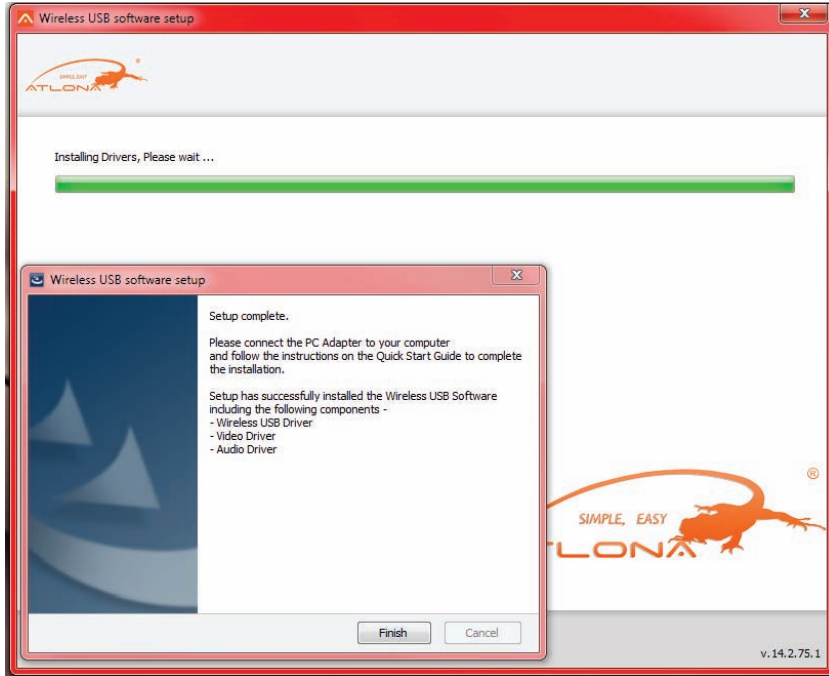 Wireless USB software setup
SIMPLE, EASY
ATLONA
Installing Drivers, Please wait ...
Wireless USB software setup
Setup complete.
Please connect the PC Adapter to your computer
and follow the instructions on the Quick Start Guide to complete
the installation.
Setup has successfully installed the Wireless USB Software
including the following components -
- Wireless USB Driver
- Video Driver
- Audio Driver
®
SIMPLE, EASY
TLONA
Finish
Cancel
v.14.2.75.1